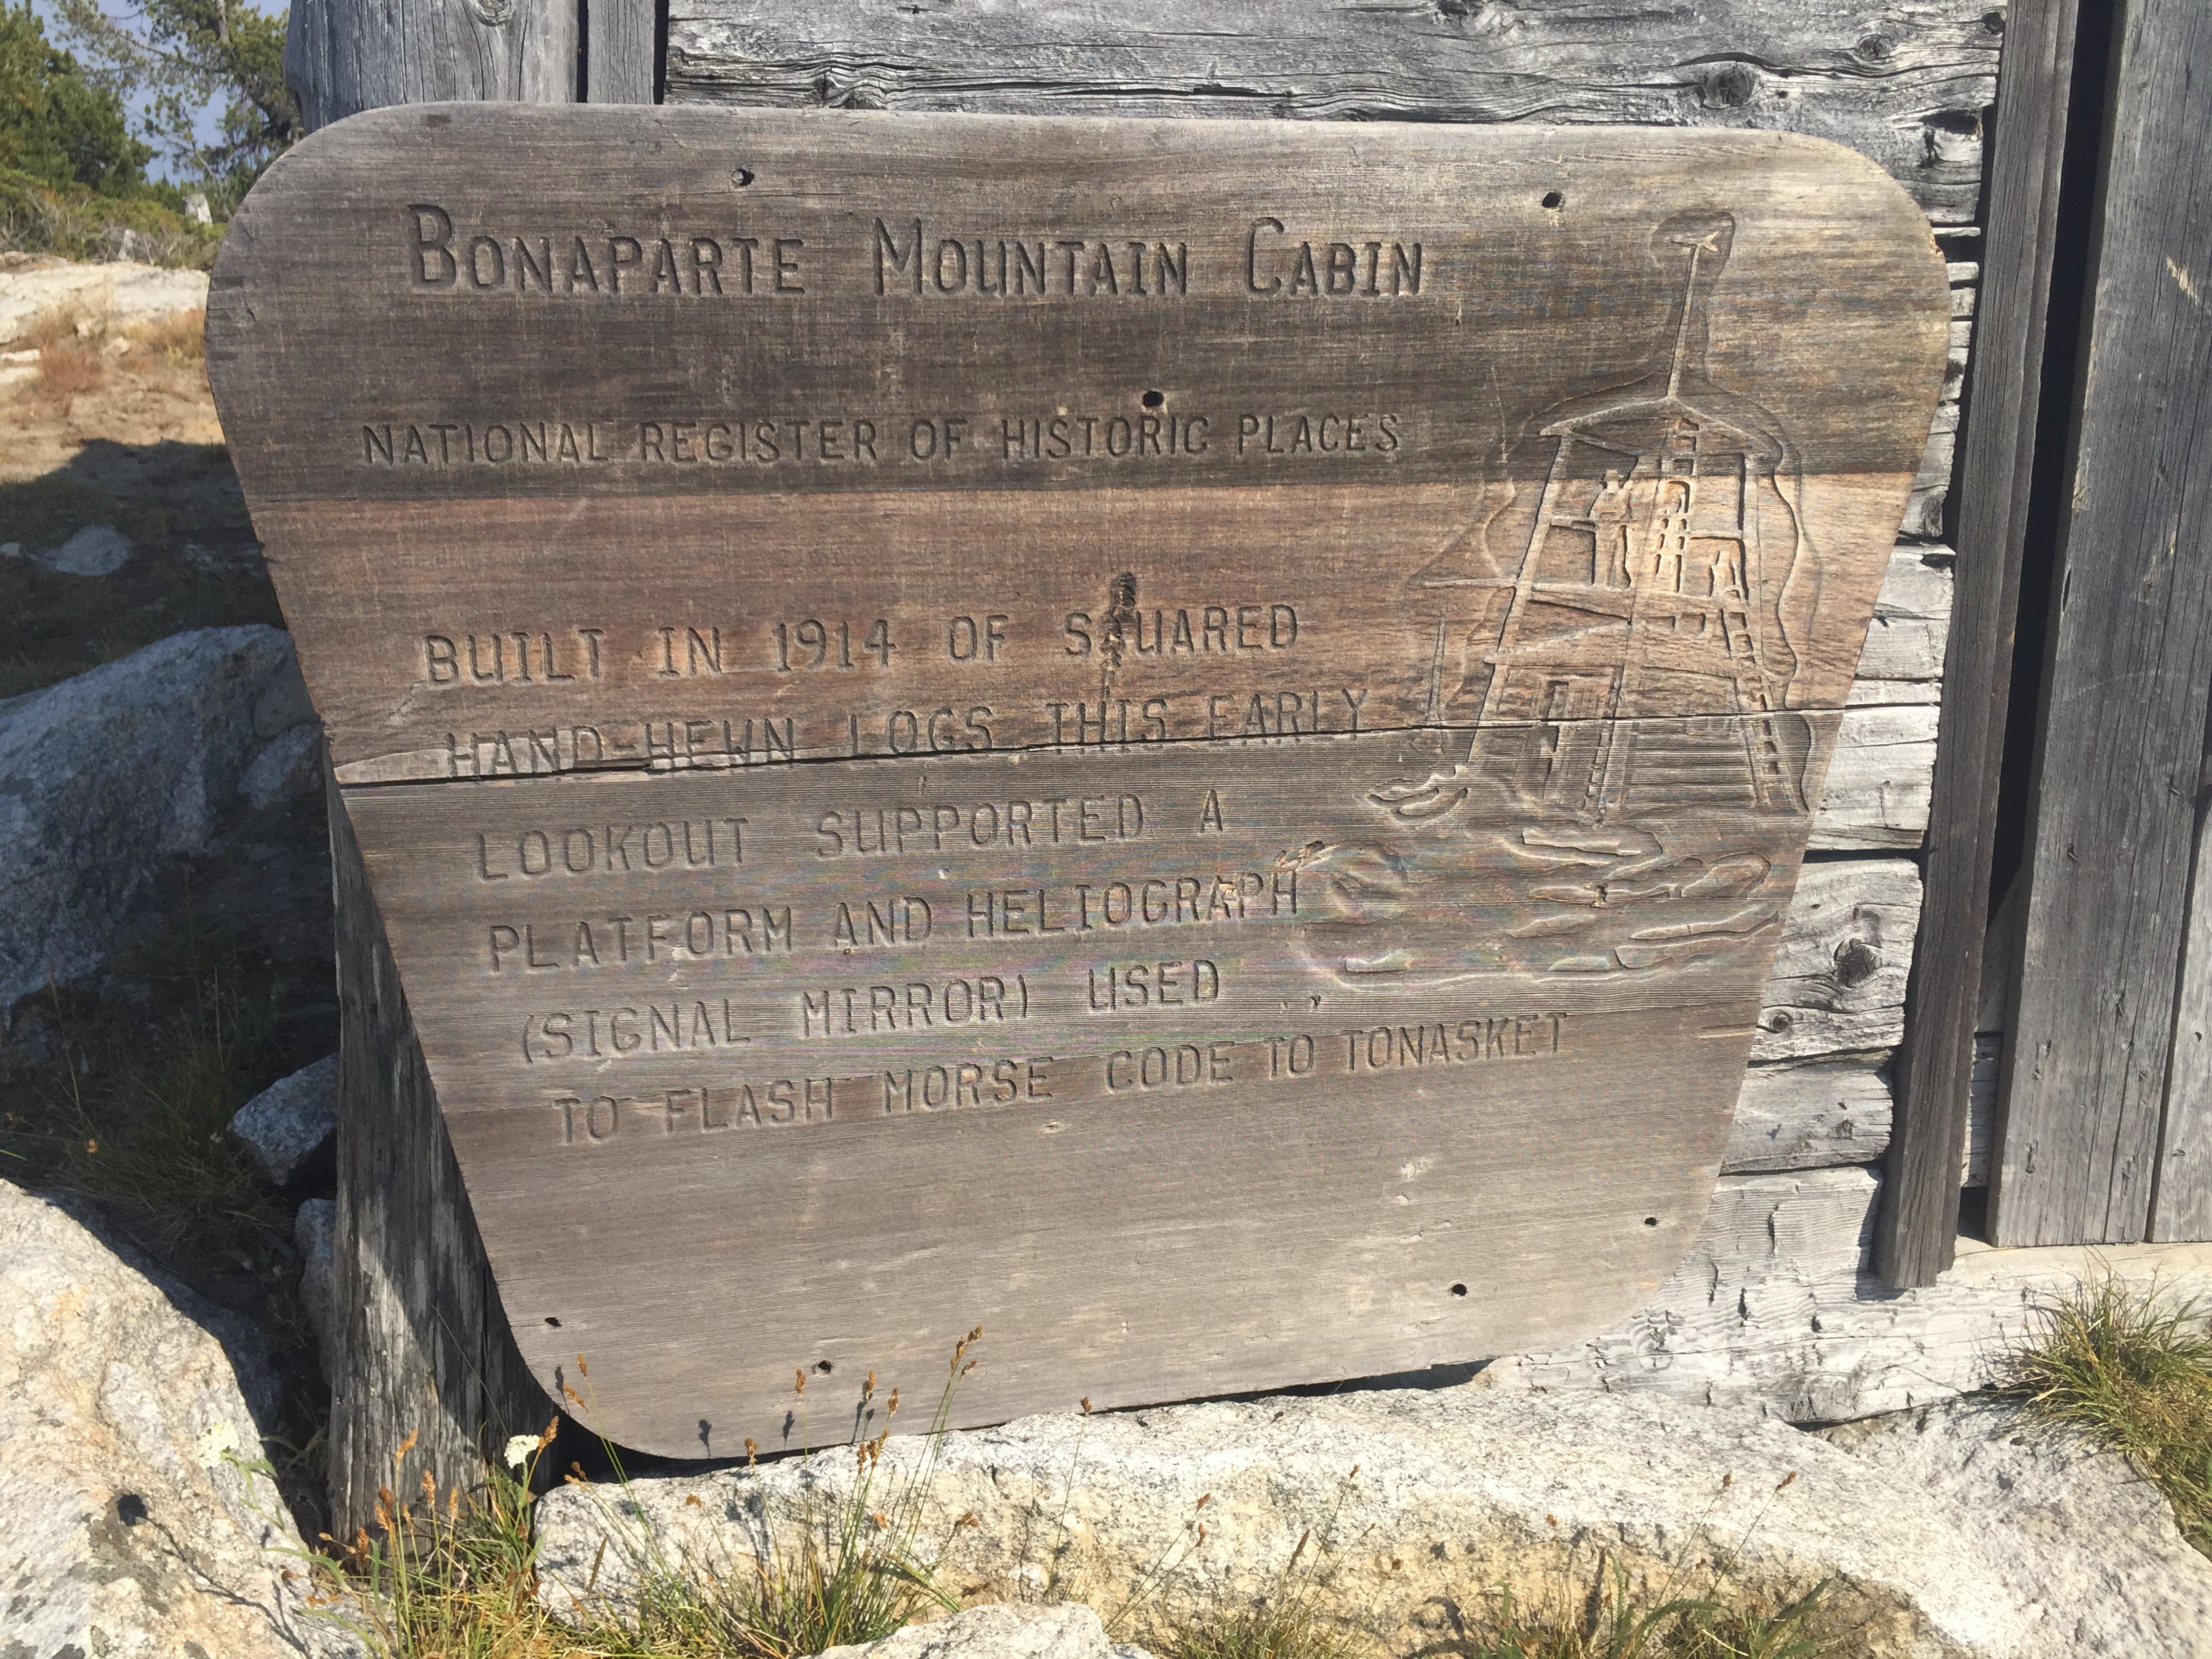 BONAPARTE MOUNTAIN CABIN
NATIONAL REGISTER OF HISTORIC PLACES
BUILT IN 1914 OF SQUARED
HAND-HEWN LOGS THIS EARLY
LOOKOUT SUPPORTED A
PLATFORM AND HELIOGRAPH
(SIGNAL MIRROR) USED
TO FLASH MORSE CODE TO TONASKET